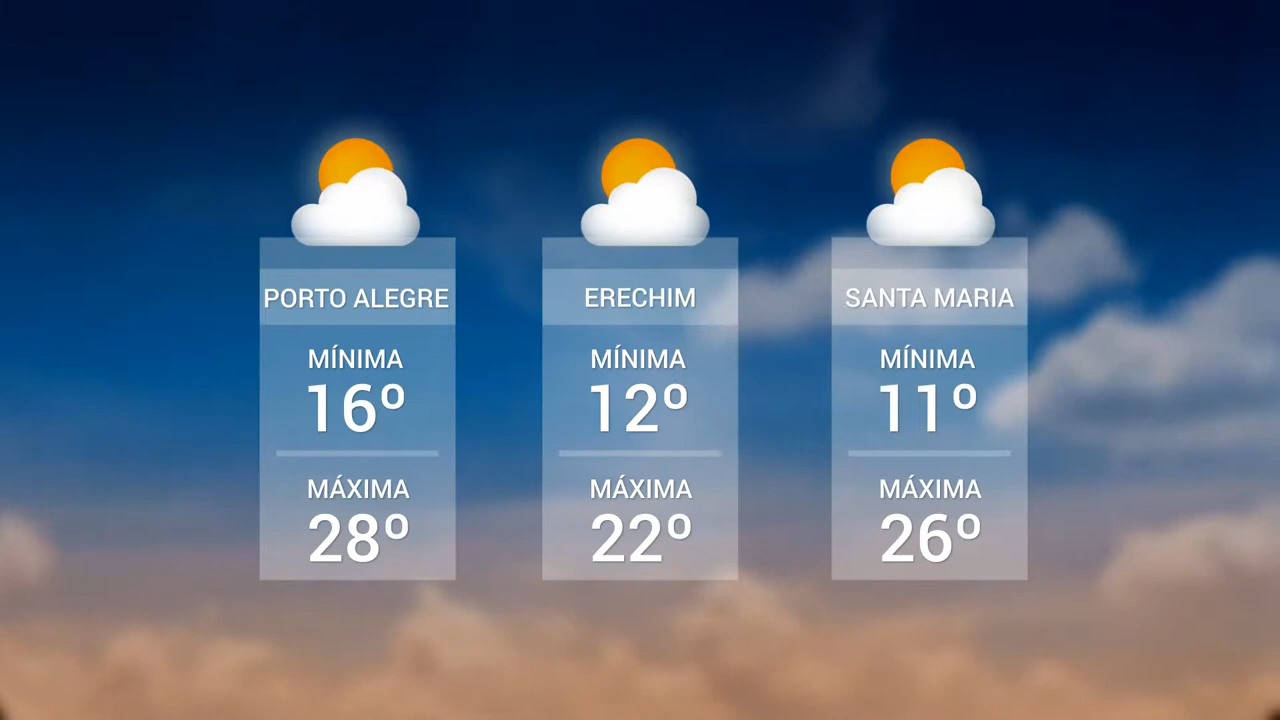 PORTO ALEGRE
MÍNIMA
16º
MÁXIMA
28º
ERECHIM
MÍNIMA
12º
MÁXIMA
22º
SANTA MARIA
MÍNIMA
11º
MÁXIMA
26º